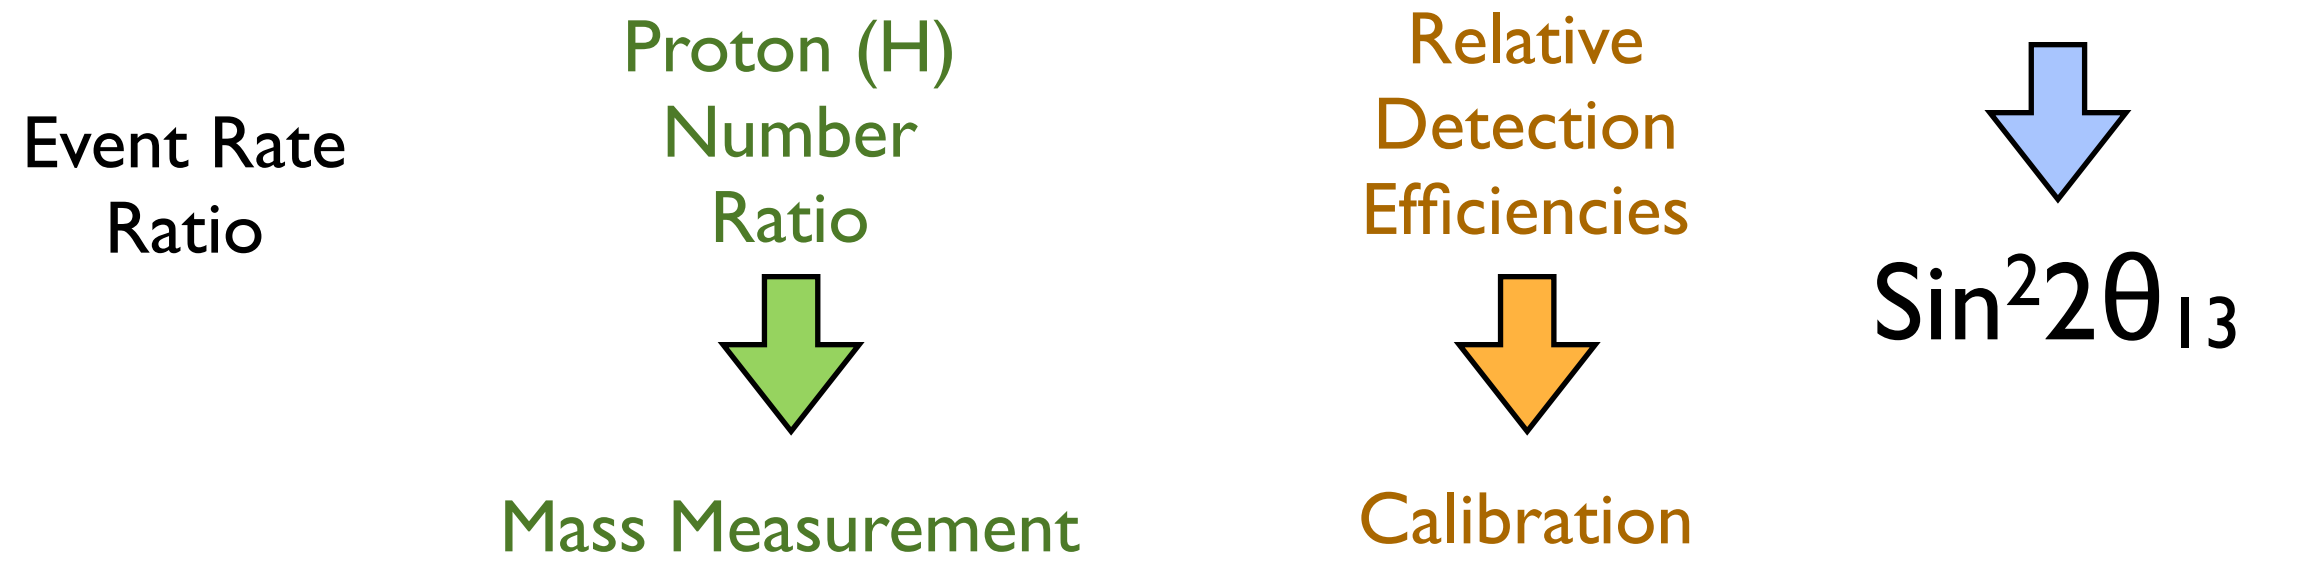 Event Rate
Ratio
Proton (H)
Number
Ratio
Mass Measurement
Relative
Detection
Efficiencies
Calibration
Sin²2θ₁₃